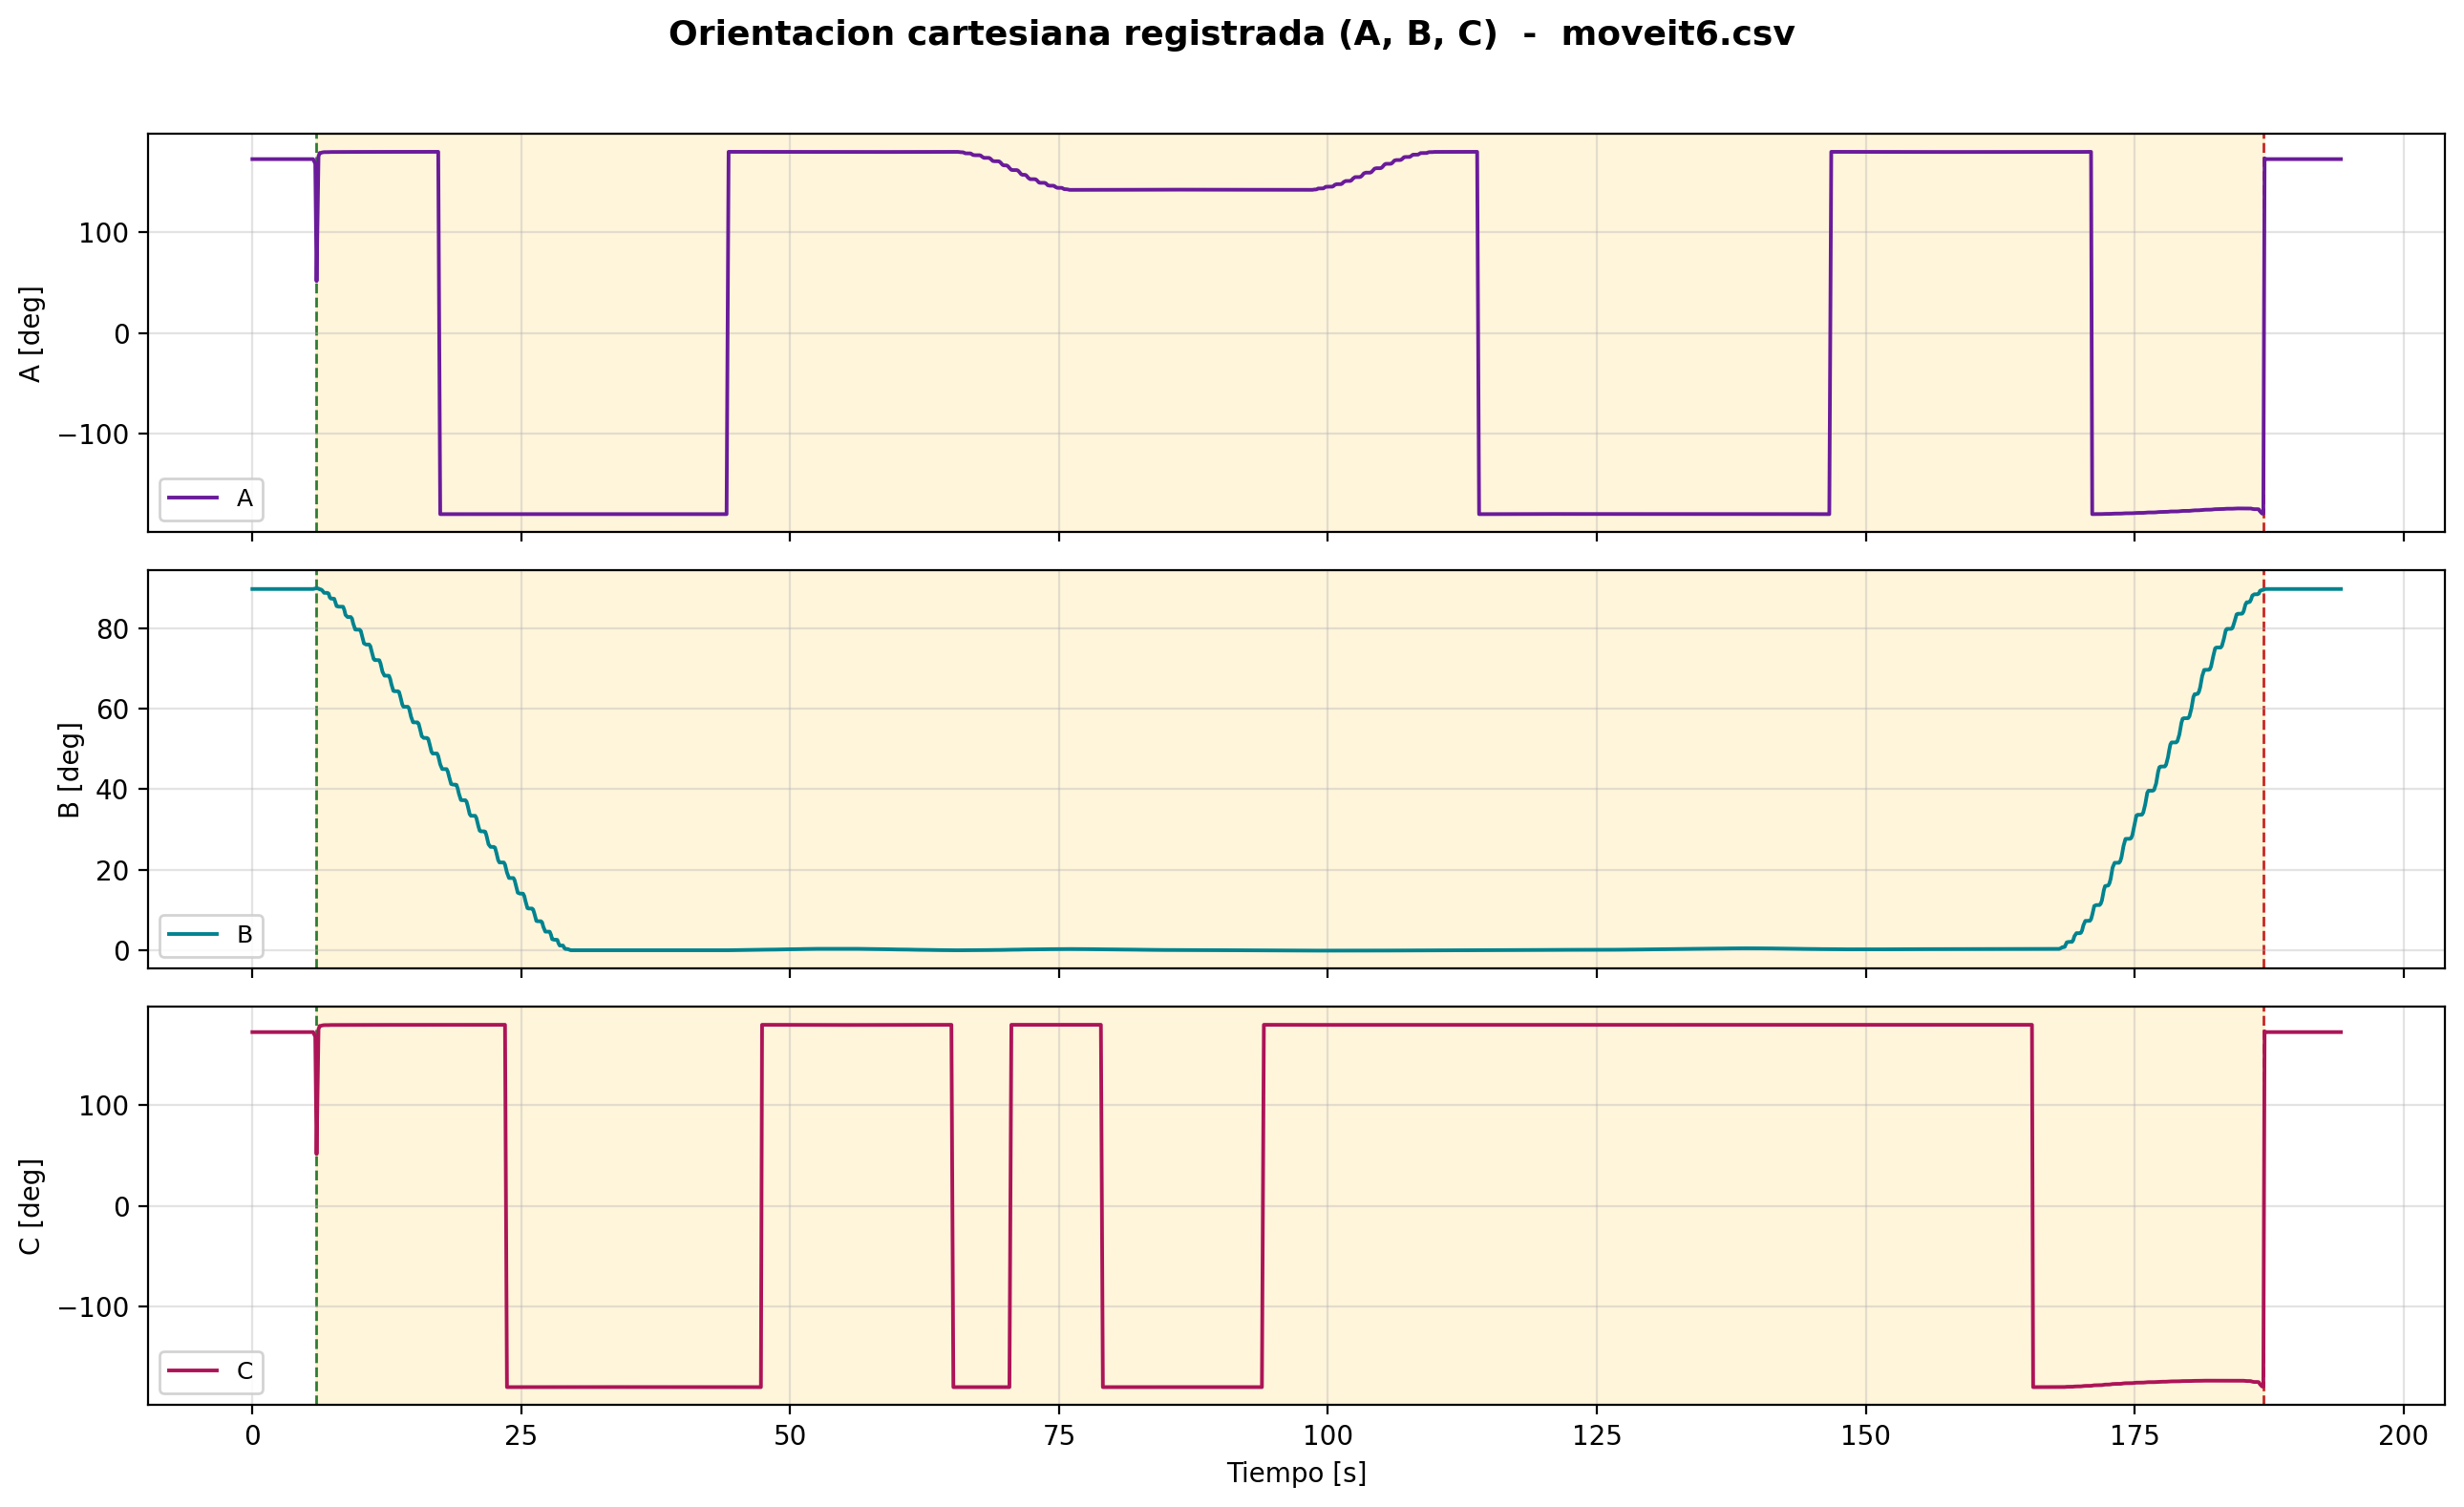 Orientacion cartesiana registrada (A, B, C)  -  moveit6.csv
A [deg]
100
0
−100
A
B [deg]
80
60
40
20
0
B
C [deg]
100
0
−100
C
0 25 50 75 100 125 150 175 200
Tiempo [s]